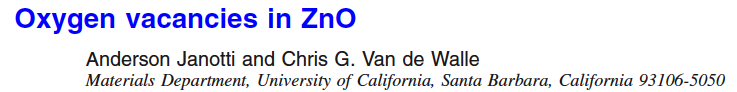 Oxygen vacancies in ZnO
Anderson Janotti and Chris G. Van de Walle
Materials Department, University of California, Santa Barbara, California 93106-5050